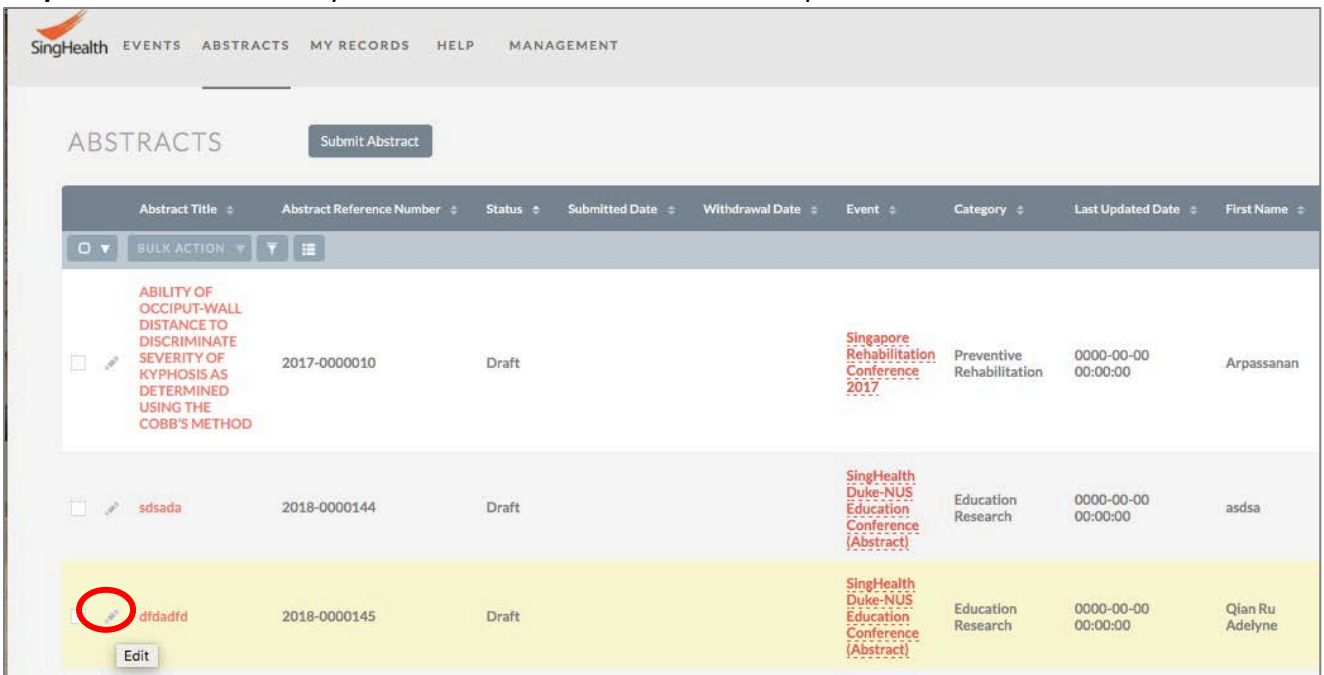 SingHealth EVENTS ABSTRACTS MY RECORDS HELP MANAGEMENT
ABSTRACTS Submit Abstract
Abstract Title Abstract Reference Number Status Submitted Date Withdrawal Date Event Category Last Updated Date First Name
BULK ACTION
ABILITY OF
OCCIPUT-WALL
DISTANCE TO
DISCRIMINATE
SEVERITY OF
KYPHOSIS AS
DETERMINED
USING THE
COBB'S METHOD
2017-0000010
Draft
Singapore
Rehabilitation
Conference
2017
Preventive
Rehabilitation
0000-00-00
00:00:00
Arpassanan
sdsada
2018-0000144
Draft
SingHealth
Duke-NUS
Education
Conference
(Abstract)
Education
Research
0000-00-00
00:00:00
asdsa
dfdadfd
2018-0000145
Draft
SingHealth
Duke-NUS
Education
Conference
(Abstract)
Education
Research
0000-00-00
00:00:00
Qian Ru
Adelyne
Edit